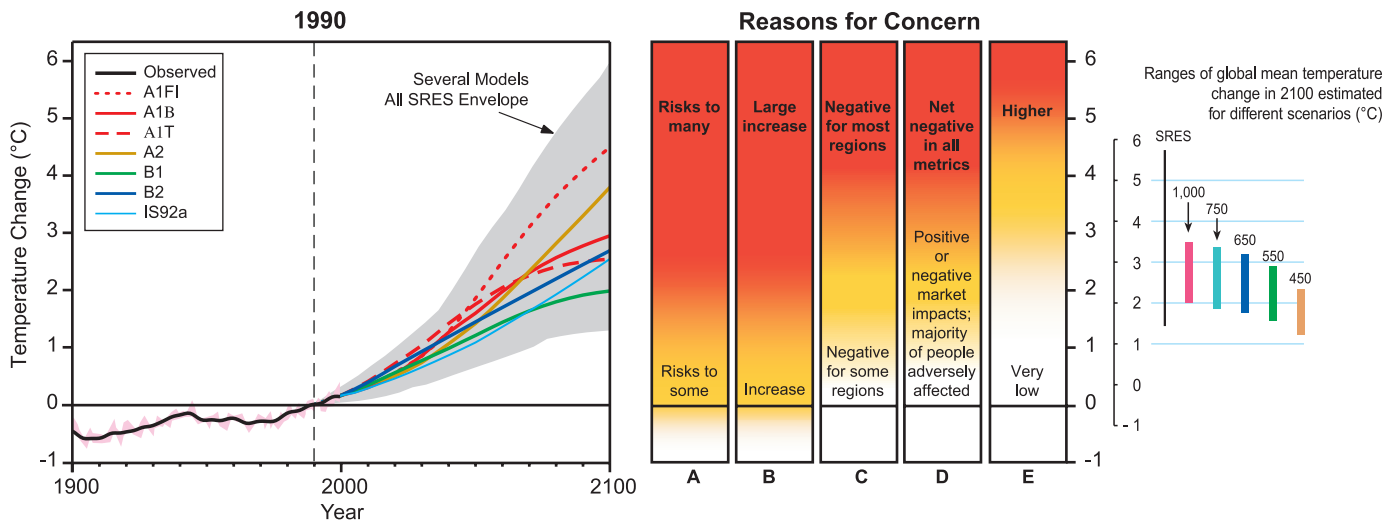 1990
Temperature Change (°C)
6
5
4
3
2
1
0
-1
Observed
A1FI
A1B
A1T
A2
B1
B2
IS92a
Several Models
All SRES Envelope
1900
2000
2100
Year
Reasons for Concern
Risks to
many
Risks to
some
A
Large
increase
Increase
B
Negative
for most
regions
Negative
for some
regions
C
Net
negative
in all
metrics
Positive
or
negative
market
impacts;
majority
of people
adversely
affected
D
Higher
Very
low
E
6
5
4
3
2
1
0
-1
Ranges of global mean temperature
change in 2100 estimated
for different scenarios (°C)
SRES
6
5
4
3
2
1
0
- 1
1,000
750
650
550
450